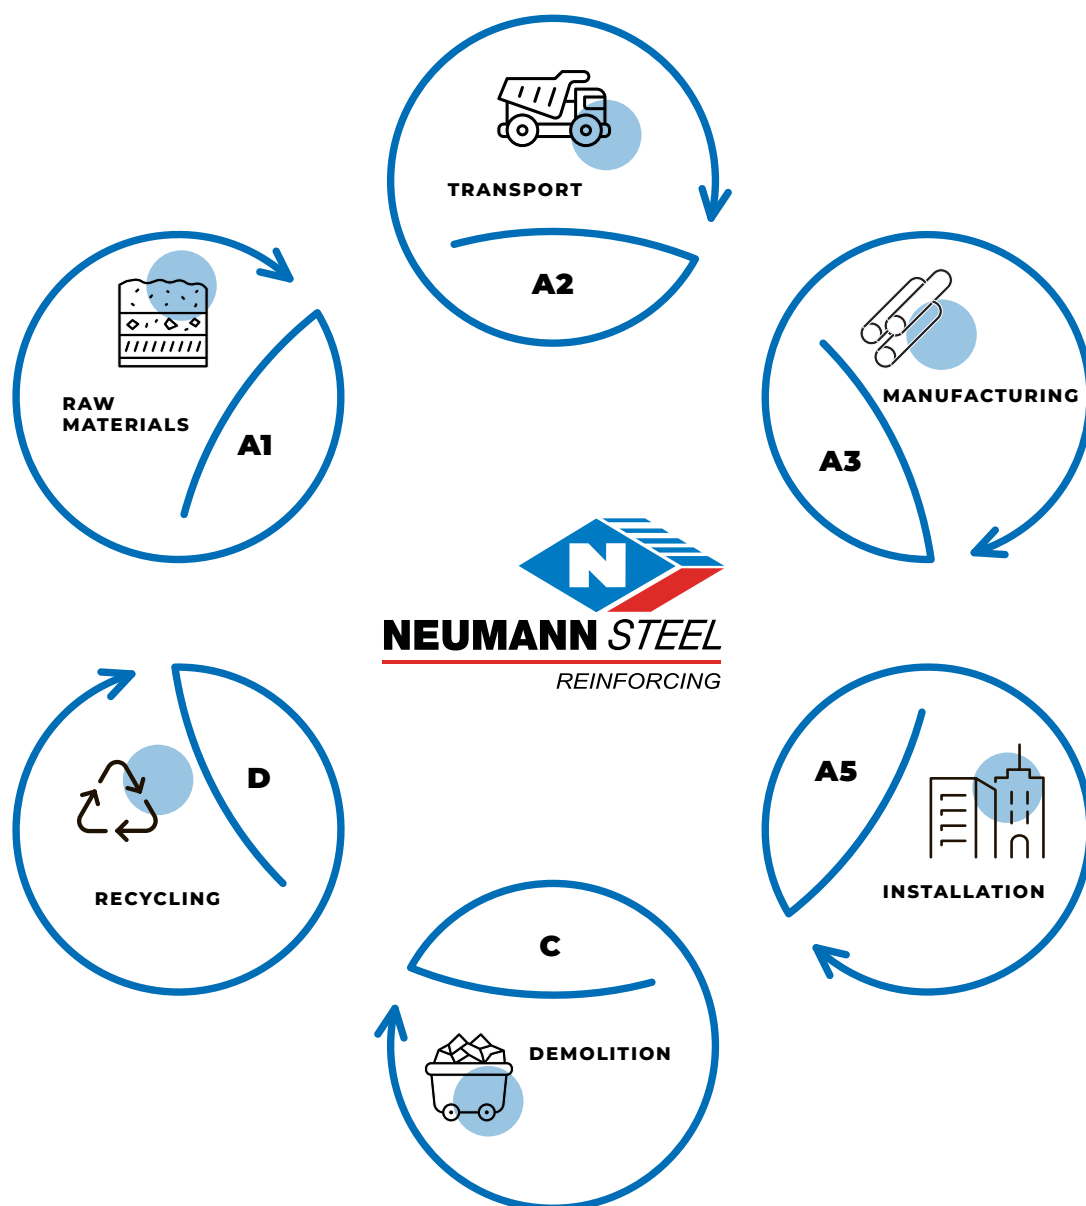 TRANSPORT
A2
RAW
MATERIALS
A1
MANUFACTURING
A3
N
NEUMANN STEEL
REINFORCING
A5
INSTALLATION
C
DEMOLITION
D
RECYCLING